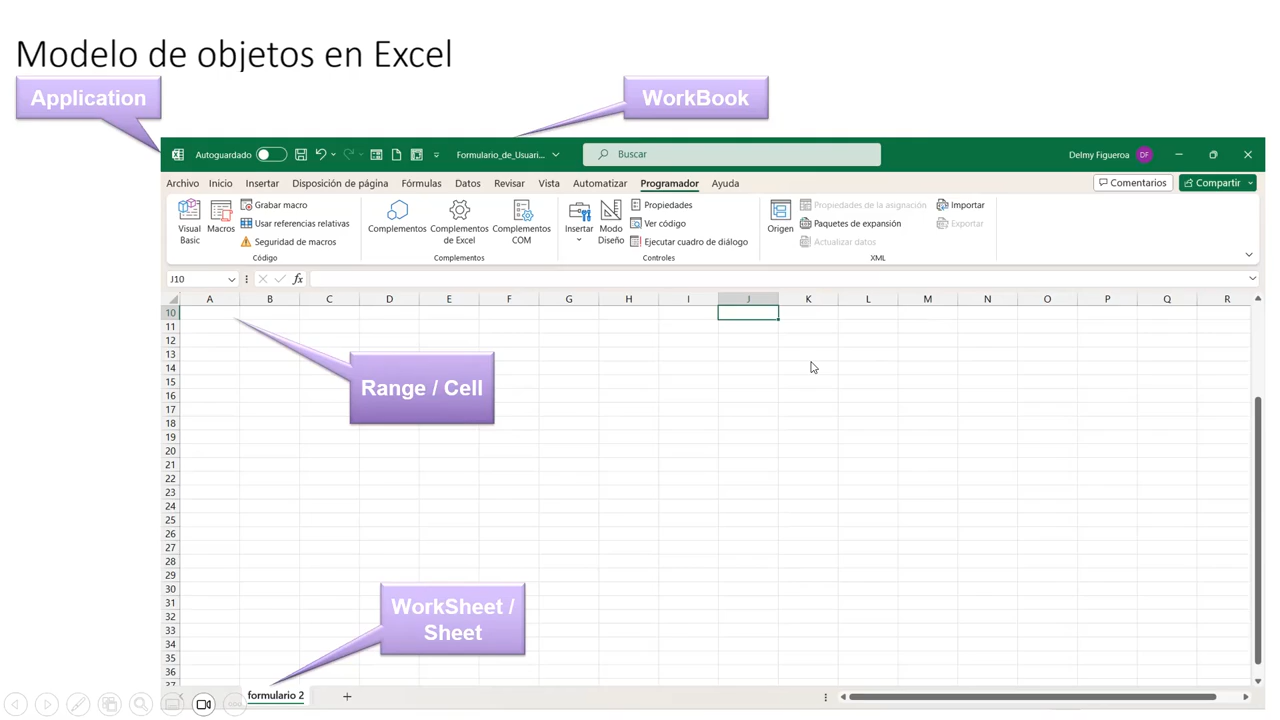 Modelo de objetos en Excel
Application
WorkBook
Autoguardado
Formulario_de_Usuari...
Buscar
Delmy Figueroa
DF
Archivo Inicio Insertar Disposición de página Fórmulas Datos Revisar Vista Automatizar Programador Ayuda
Comentarios
Compartir
Visual Basic
Macros
Grabar macro
Usar referencias relativas
Seguridad de macros
Código
Complementos
Complementos de Excel
Complementos COM
Complementos
Insertar
Modo Diseño
Propiedades
Ver código
Ejecutar cuadro de diálogo
Controles
Origen
Propiedades de la asignación
Paquetes de expansión
Actualizar datos
Importar
Exportar
XML
J10
fx
A B C D E F G H I J K L M N O P Q R
10
11
12
13
14
15
16
17
18
19
20
21
22
23
24
25
26
27
28
29
30
31
32
33
34
35
36
37
Range / Cell
WorkSheet /
Sheet
formulario 2